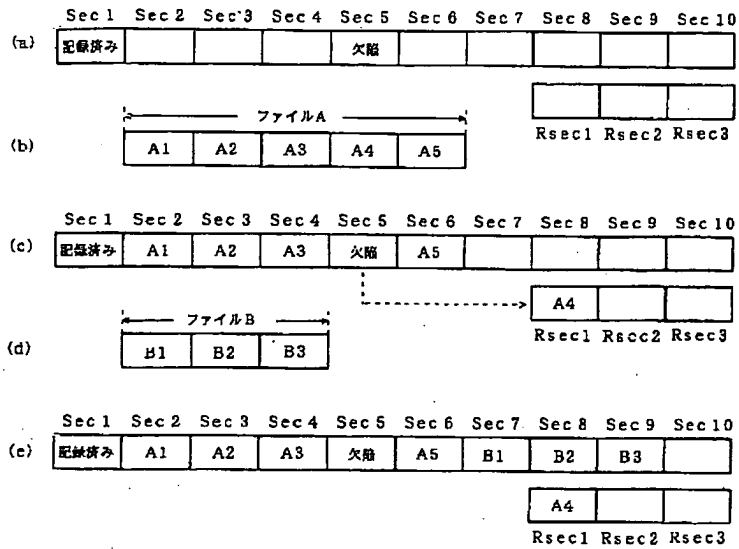 Sec 1 Sec 2 Sec 3 Sec 4 Sec 5 Sec 6 Sec 7 Sec 8 Sec 9 Sec 10
(a) 記録済み 欠陥
Rsec1 Rsec2 Rsec3
ファイルA
(b) A1 A2 A3 A4 A5
Sec 1 Sec 2 Sec 3 Sec 4 Sec 5 Sec 6 Sec 7 Sec 8 Sec 9 Sec 10
(c) 記録済み A1 A2 A3 欠陥 A5
A4
Rsec1 Rsec2 Rsec3
ファイルB
(d) B1 B2 B3
Sec 1 Sec 2 Sec 3 Sec 4 Sec 5 Sec 6 Sec 7 Sec 8 Sec 9 Sec 10
(e) 記録済み A1 A2 A3 欠陥 A5 B1 B2 B3
A4
Rsec1 Rsec2 Rsec3